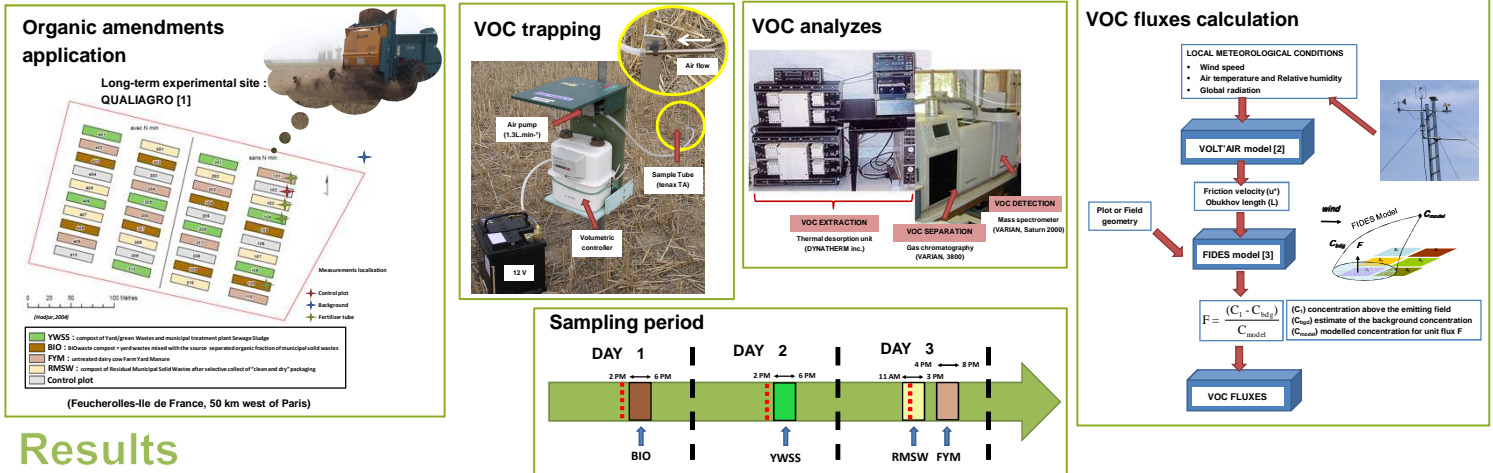 Organic amendments
application
Long-term experimental site :
QUALIAGRO [1]
avec N min
sans N min
Measurements localisation
Control plot
Background
Fertilizer tube
0 25 50 100 Mètres
(Hadjar,2004)
YWSS : compost of Yard/green Wastes and municipal treatment plant Sewage Sludge
BIO : BIOwaste compost = yard wastes mixed with the source separated organic fraction of municipal solid wastes
FYM : untreated dairy cow Farm Yard Manure
RMSW : compost of Residual Municipal Solid Wastes after selective collect of "clean and dry" packaging
Control plot
(Feucherolles-Ile de France, 50 km west of Paris)
Results
VOC trapping
Air flow
Air pump
(1.3L.min-¹)
Sample Tube
(tenax TA)
Volumetric
controller
12 V
VOC analyzes
VOC EXTRACTION
Thermal desorption unit
(DYNATHERM inc.)
VOC SEPARATION
Gas chromatography
(VARIAN, 3800)
VOC DETECTION
Mass spectrometer
(VARIAN, Saturn 2000)
Sampling period
DAY 1
DAY 2
DAY 3
2 PM 6 PM
2 PM 6 PM
4 PM 8 PM
11 AM 3 PM
BIO
YWSS
RMSW
FYM
VOC fluxes calculation
LOCAL METEOROLOGICAL CONDITIONS
▪ Wind speed
▪ Air temperature and Relative humidity
▪ Global radiation
VOLT'AIR model [2]
Friction velocity (u*)
Obukhov length (L)
Plot or Field
geometry
FIDES model [3]
wind
FIDES Model
C model
C bdg
F
F = (C1 - Cbdg) / Cmodel
(C₁) concentration above the emitting field
(Cbgd) estimate of the background concentration
(Cmodel) modelled concentration for unit flux F
VOC FLUXES